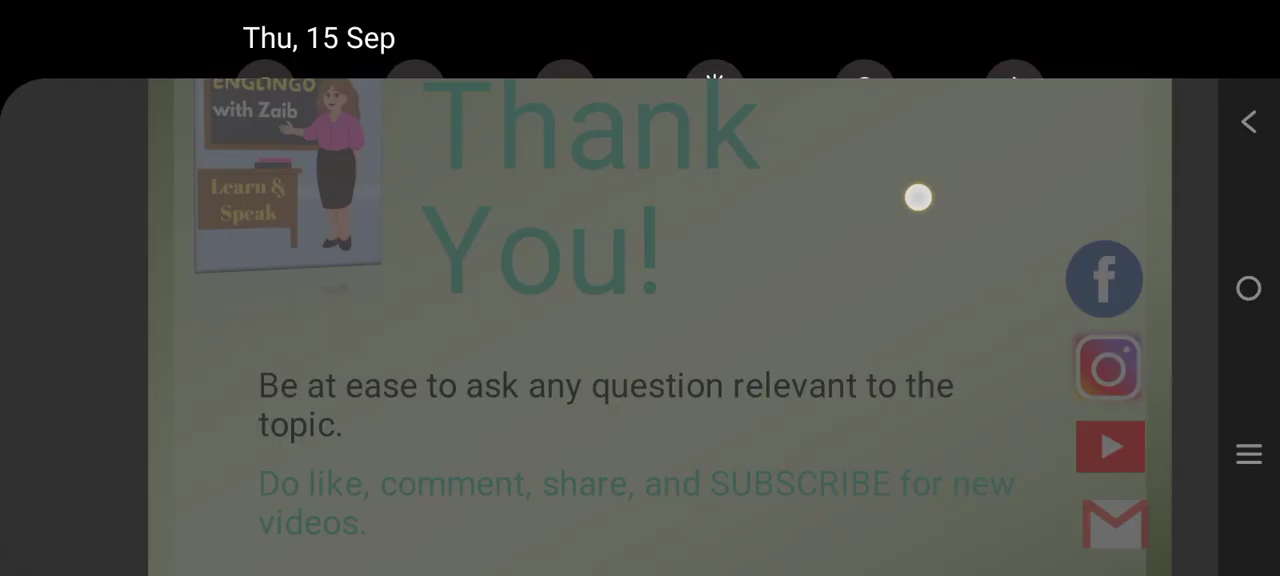 Thu, 15 Sep
ENGLINGO
with Zaib
Learn &
Speak
Thank
You!
Be at ease to ask any question relevant to the
topic.
Do like, comment, share, and SUBSCRIBE for new
videos.